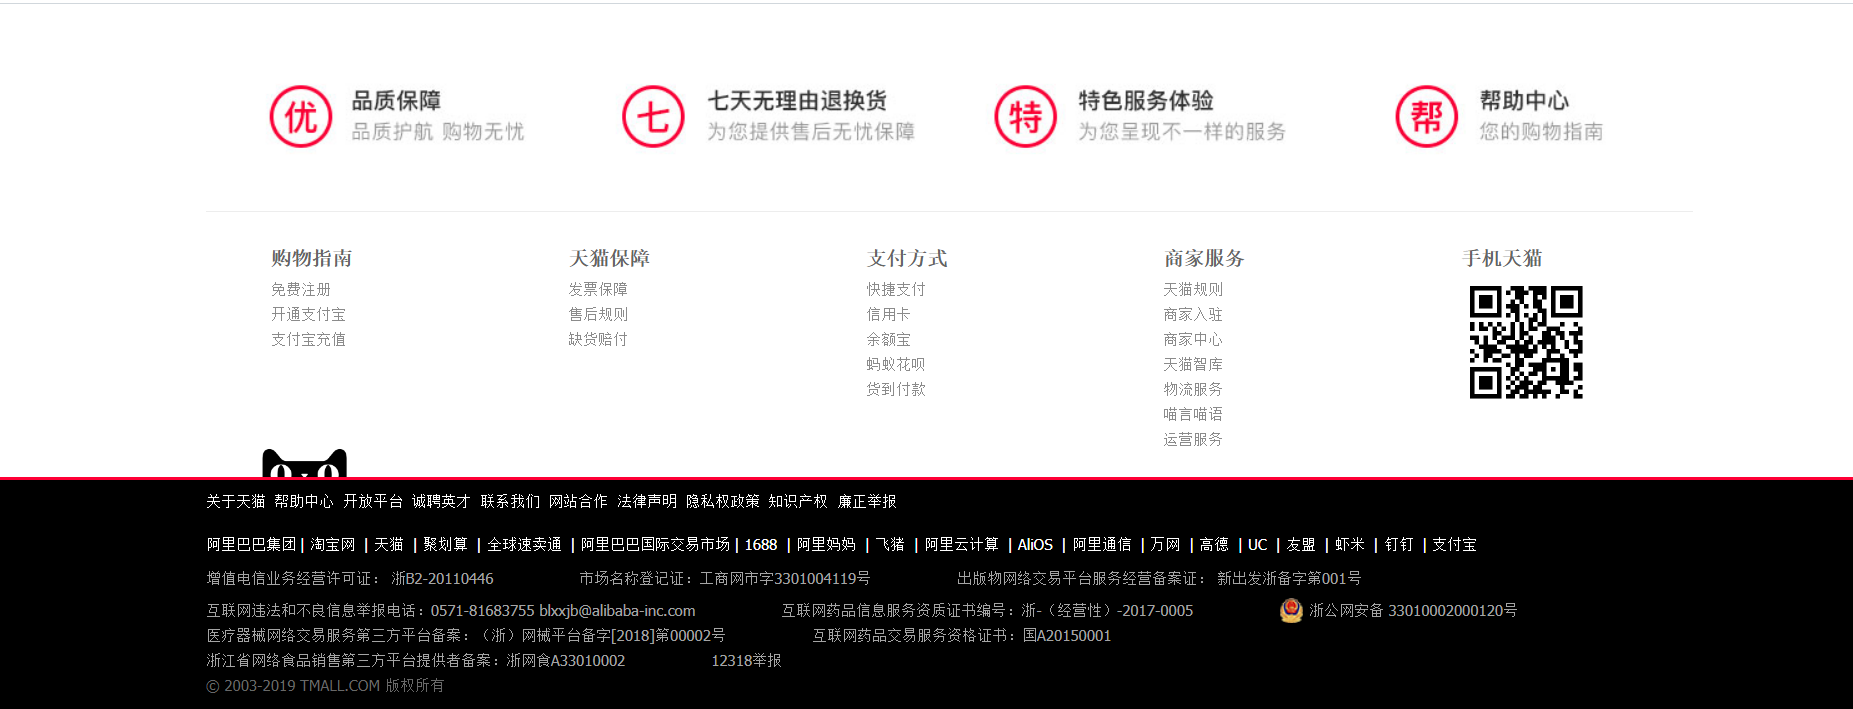 优 品质保障 七 七天无理由退换货 特 特色服务体验 帮 帮助中心
品质护航 购物无忧 为您提供售后无忧保障 为您呈现不一样的服务 您的购物指南
购物指南 天猫保障 支付方式 商家服务 手机天猫
免费注册 发票保障 快捷支付 天猫规则
开通支付宝 售后规则 信用卡 商家入驻
支付宝充值 缺货赔付 余额宝 商家中心
蚂蚁花呗 天猫智库
货到付款 物流服务
喵言喵语
运营服务
关于天猫 帮助中心 开放平台 诚聘英才 联系我们 网站合作 法律声明 隐私权政策 知识产权 廉正举报
阿里巴巴集团 | 淘宝网 | 天猫 | 聚划算 | 全球速卖通 | 阿里巴巴国际交易市场 | 1688 | 阿里妈妈 | 飞猪 | 阿里云计算 | AliOS | 阿里通信 | 万网 | 高德 | UC | 友盟 | 虾米 | 钉钉 | 支付宝
增值电信业务经营许可证： 浙B2-20110446 市场名称登记证：工商网市字3301004119号 出版物网络交易平台服务经营备案证： 新出发浙备字第001号
互联网违法和不良信息举报电话：0571-81683755 blxxjb@alibaba-inc.com 互联网药品信息服务资质证书编号：浙-（经营性）-2017-0005 浙公网安备 33010002000120号
医疗器械网络交易服务第三方平台备案：（浙）网械平台备字[2018]第00002号 互联网药品交易服务资格证书：国A20150001
浙江省网络食品销售第三方平台提供者备案：浙网食A33010002 12318举报
© 2003-2019 TMALL.COM 版权所有